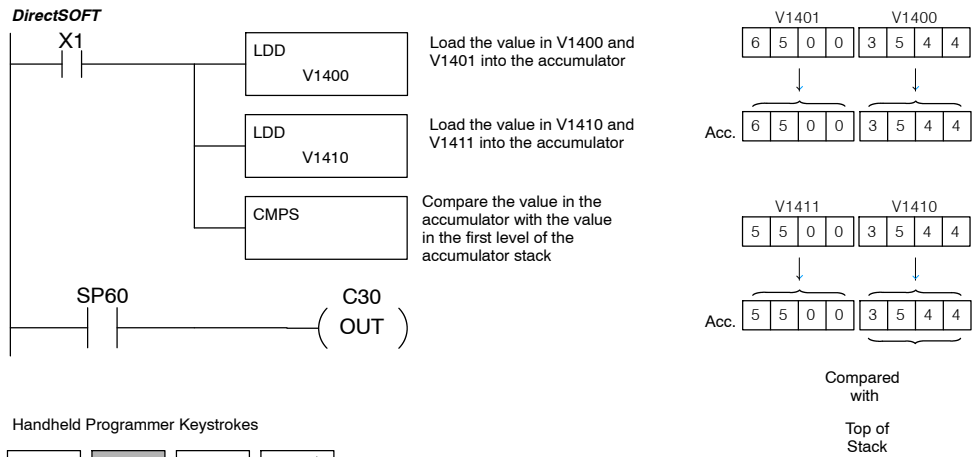 DirectSOFT
X1
LDD
V1400
Load the value in V1400 and
V1401 into the accumulator
LDD
V1410
Load the value in V1410 and
V1411 into the accumulator
CMPS
Compare the value in the
accumulator with the value
in the first level of the
accumulator stack
SP60
C30
OUT
V1401 V1400
6 5 0 0 3 5 4 4
Acc. 6 5 0 0 3 5 4 4
V1411 V1410
5 5 0 0 3 5 4 4
Acc. 5 5 0 0 3 5 4 4
Compared
with
Top of
Stack
Handheld Programmer Keystrokes